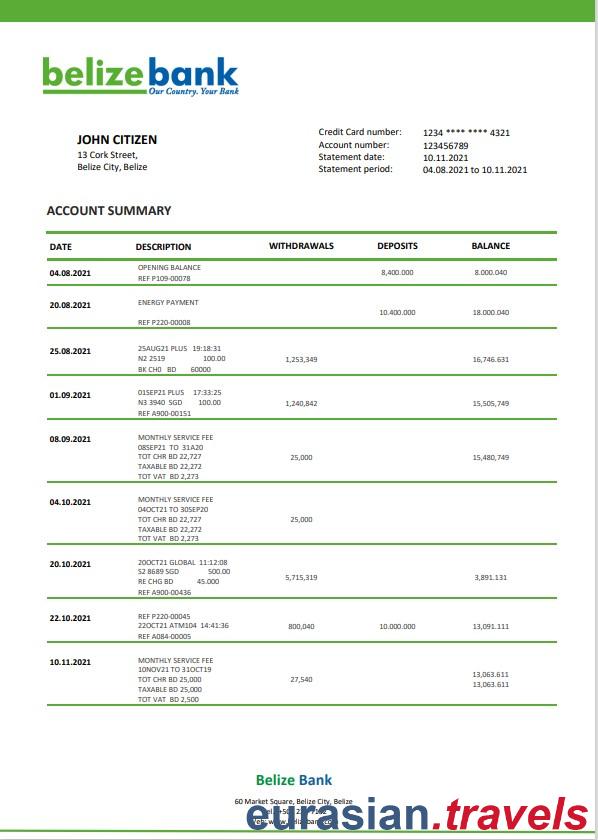 belizebank
Our Country. Your Bank
JOHN CITIZEN
13 Cork Street,
Belize City, Belize
Credit Card number: 1234 **** **** 4321
Account number: 123456789
Statement date: 10.11.2021
Statement period: 04.08.2021 to 10.11.2021
ACCOUNT SUMMARY
DATE DESCRIPTION WITHDRAWALS DEPOSITS BALANCE
04.08.2021 OPENING BALANCE 8,400.000 8.000.040
REF P109-00078
20.08.2021 ENERGY PAYMENT 10.400.000 18.000.040
REF P220-00008
25.08.2021 25AUG21 PLUS 19:18:31
N2 2519 100.00 1,253,349 16,746.631
BK CH0 BD 60000
01.09.2021 01SEP21 PLUS 17:33:25
N3 3940 SGD 100.00 1,240,842 15,505,749
REF A900-00151
08.09.2021 MONTHLY SERVICE FEE
08SEP21 TO 31A20
TOT CHR BD 22,727 25,000 15,480,749
TAXABLE BD 22,272
TOT VAT BD 2,273
04.10.2021 MONTHLY SERVICE FEE
04OCT21 TO 30SEP20
TOT CHR BD 22,727 25,000
TAXABLE BD 22,272
TOT VAT BD 2,273
20.10.2021 20OCT21 GLOBAL 11:12:08
S2 8689 SGD 500.00 5,715,319 3,891.131
RE CHG BD 45.000
REF A900-00436
22.10.2021 REF P220-00045
22OCT21 ATM104 14:41:36 800,040 10.000.000 13,091.111
REF A084-00005
10.11.2021 MONTHLY SERVICE FEE
10NOV21 TO 31OCT19 13,063.611
TOT CHR BD 25,000 27,540 13,063.611
TAXABLE BD 25,000
TOT VAT BD 2,500
Belize Bank
60 Market Square, Belize City, Belize
eurasian.travels